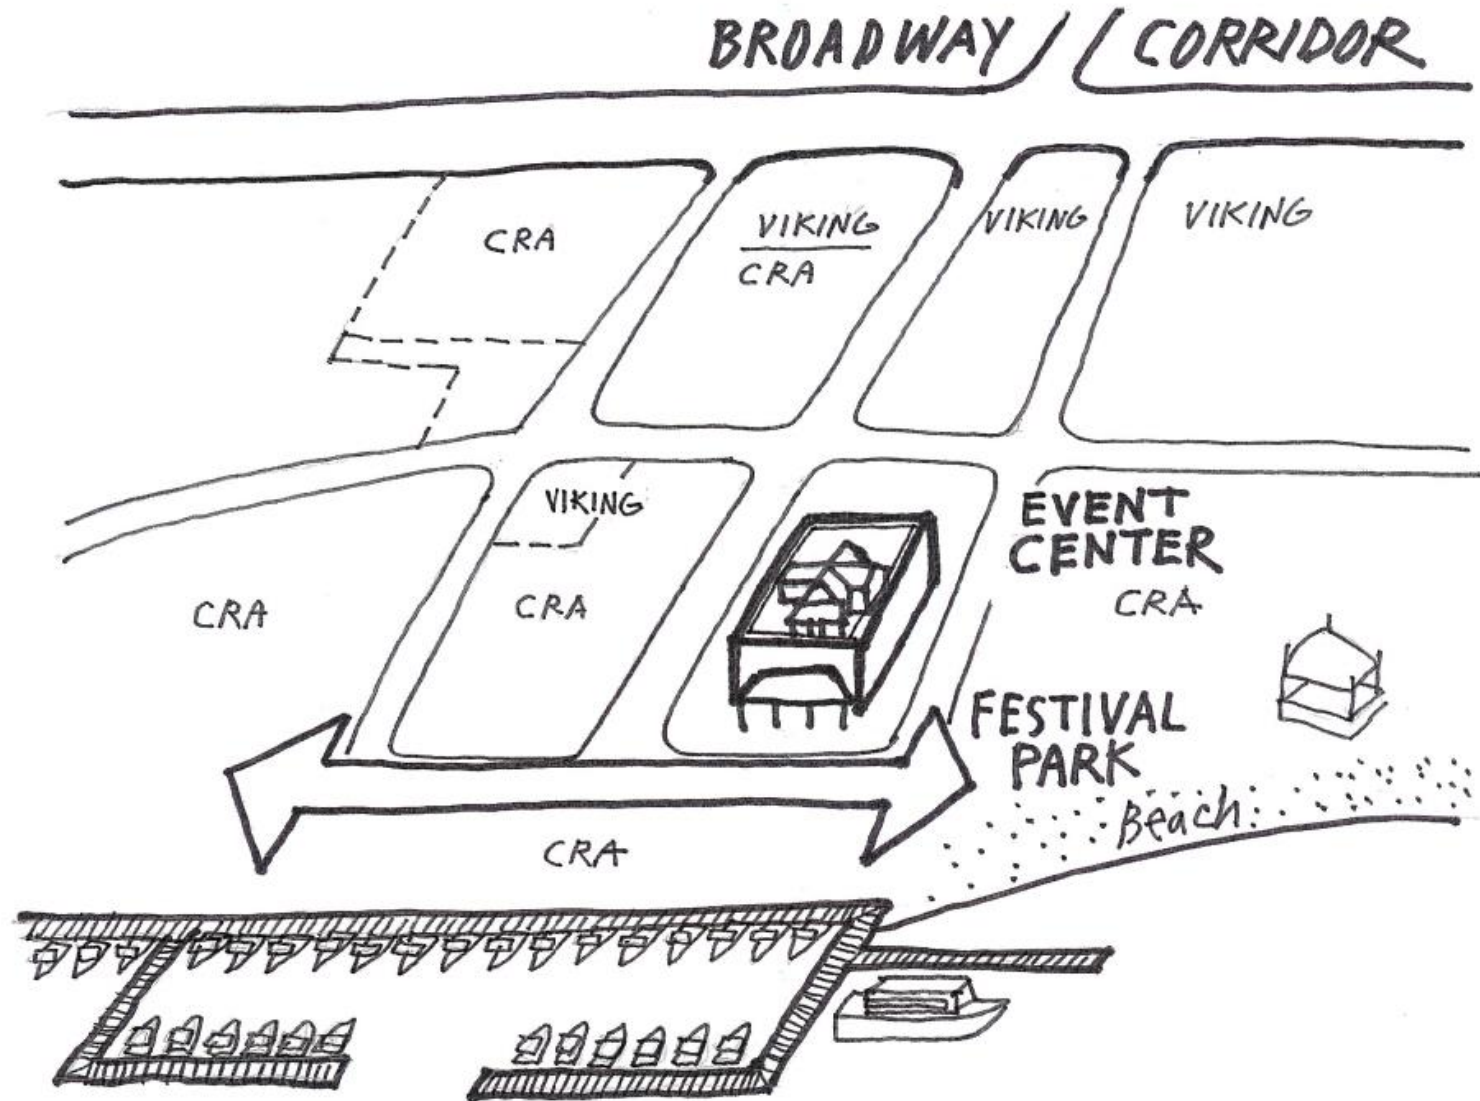 BROADWAY CORRIDOR
CRA
VIKING
CRA
VIKING
VIKING
VIKING
EVENT
CENTER
CRA
CRA
CRA
FESTIVAL
PARK
Beach
CRA